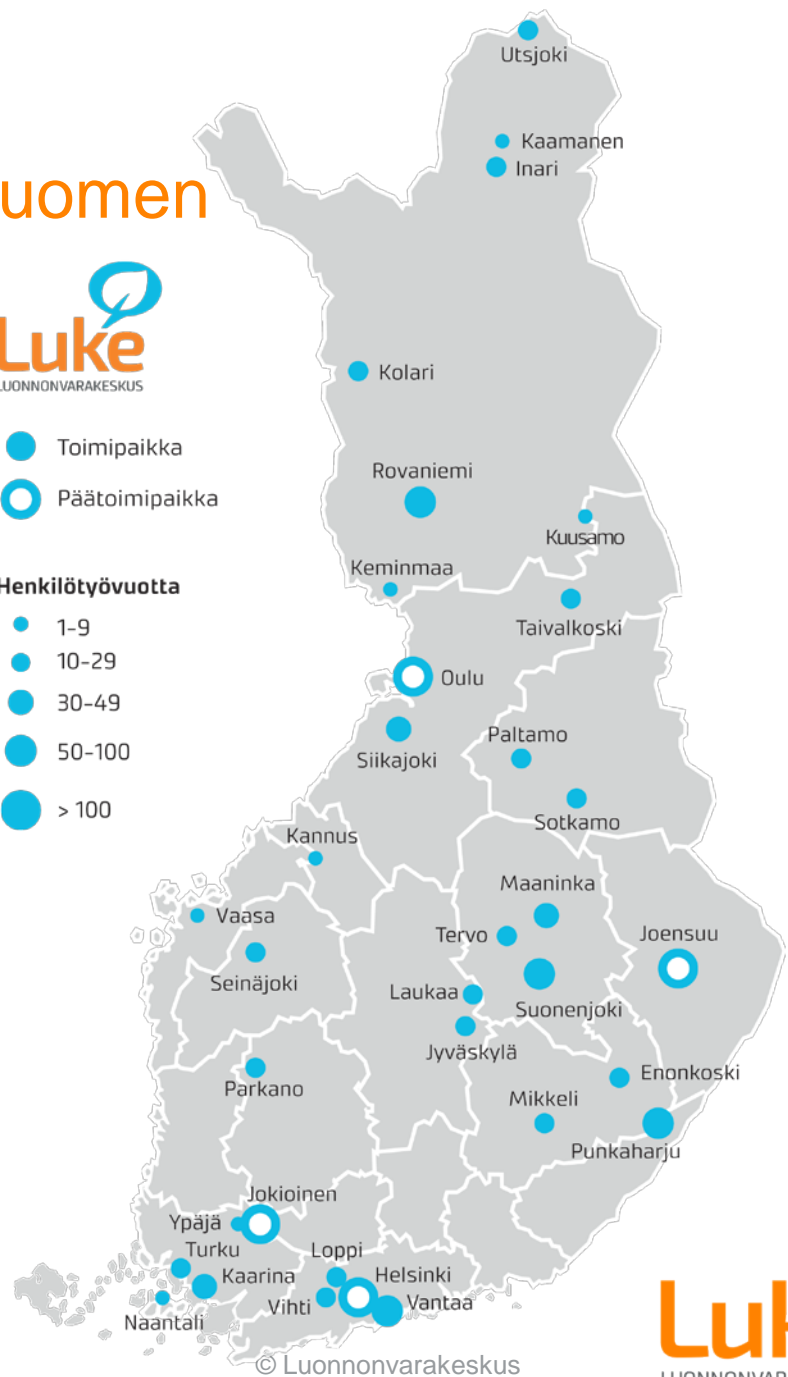 Utsjoki
Kaamanen
Inari
uomen
Luke
LUONNONVARAKESKUS
Kolari
Toimipaikka
Päätoimipaikka
Rovaniemi
Kuusamo
Keminmaa
Henkilötyövuotta
1-9
10-29
30-49
50-100
> 100
Taivalkoski
Oulu
Siikajoki
Paltamo
Sotkamo
Kannus
Maaninka
Vaasa
Tervo
Joensuu
Seinäjoki
Laukaa
Suonenjoki
Jyväskylä
Parkano
Enonkoski
Mikkeli
Punkaharju
Jokioinen
Ypäjä
Turku
Loppi
Kaarina
Helsinki
Vihti
Vantaa
Naantali
© Luonnonvarakeskus
Luk
LUONNONVARA